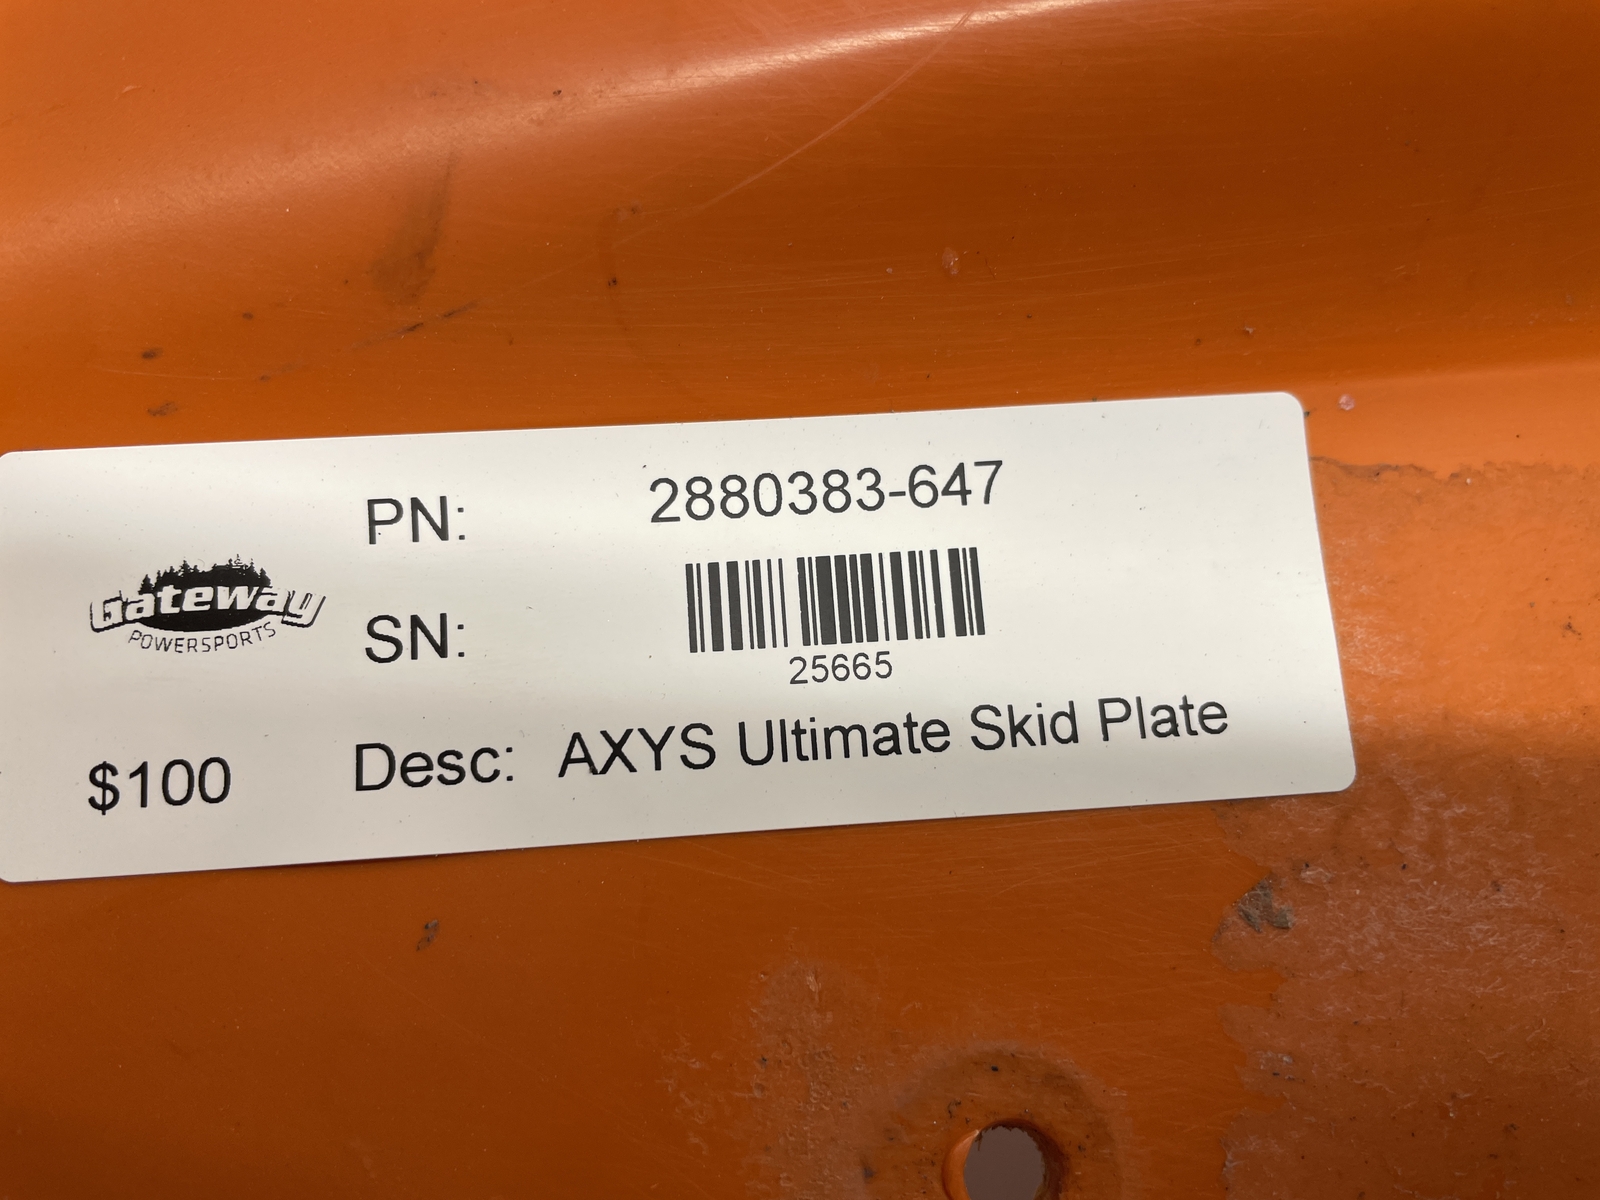 PN: 2880383-647
Gateway
POWERSPORTS
SN: 25665
$100 Desc: AXYS Ultimate Skid Plate